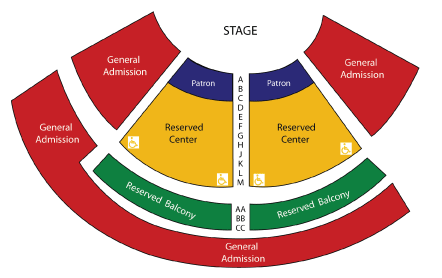 STAGE
General
Admission
General
Admission
Patron
Patron
A
B
C
D
E
F
G
H
J
K
L
M
Reserved
Center
Reserved
Center
General
Admission
Reserved Balcony
Reserved Balcony
AA
BB
CC
General
Admission